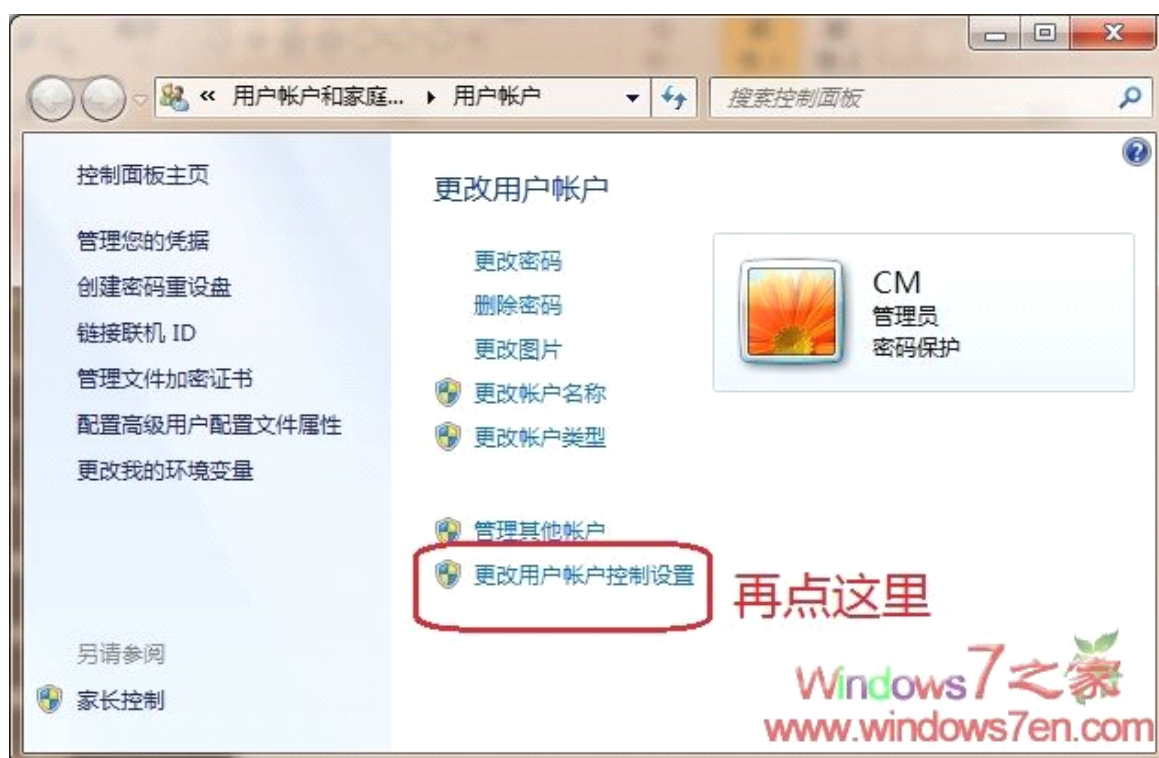 « 用户帐户和家庭... ▸ 用户帐户
搜索控制面板
控制面板主页
管理您的凭据
创建密码重设盘
链接联机 ID
管理文件加密证书
配置高级用户配置文件属性
更改我的环境变量
另请参阅
家长控制
更改用户帐户
更改密码
删除密码
更改图片
更改帐户名称
更改帐户类型
管理其他帐户
更改用户帐户控制设置
CM
管理员
密码保护
再点这里
Windows7之家
www.windows7en.com